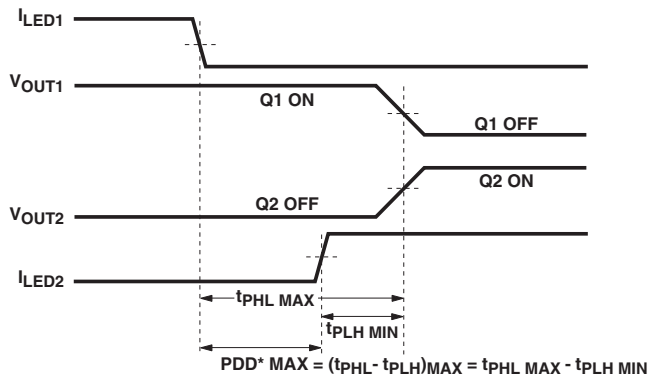 ILED1
VOUT1
Q1 ON
Q1 OFF
Q2 ON
Q2 OFF
VOUT2
ILED2
tPHL MAX
tPLH MIN
PDD* MAX = (tPHL- tPLH)MAX = tPHL MAX - tPLH MIN